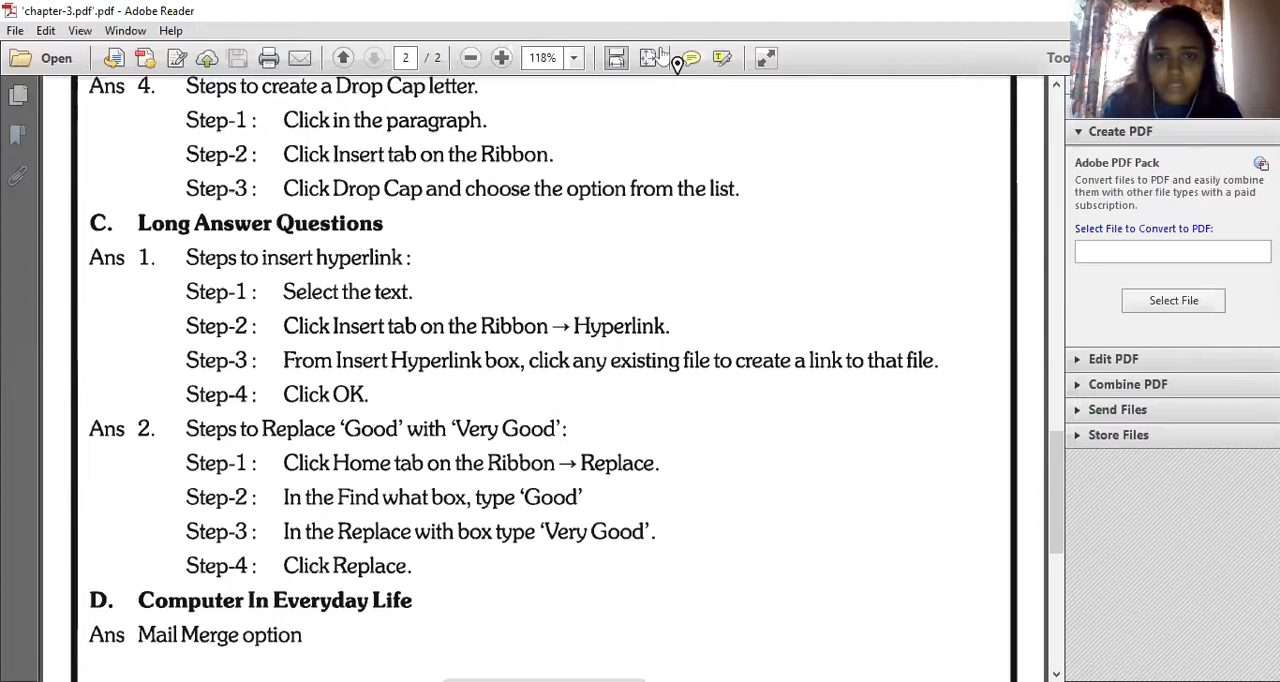 'chapter-3.pdf'.pdf - Adobe Reader
File Edit View Window Help
Open 2 / 2 118%
Ans 4. Steps to create a Drop Cap letter.
Step-1 : Click in the paragraph.
Step-2 : Click Insert tab on the Ribbon.
Step-3 : Click Drop Cap and choose the option from the list.
C. Long Answer Questions
Ans 1. Steps to insert hyperlink :
Step-1 : Select the text.
Step-2 : Click Insert tab on the Ribbon → Hyperlink.
Step-3 : From Insert Hyperlink box, click any existing file to create a link to that file.
Step-4 : Click OK.
Ans 2. Steps to Replace ‘Good’ with ‘Very Good’:
Step-1 : Click Home tab on the Ribbon → Replace.
Step-2 : In the Find what box, type ‘Good’
Step-3 : In the Replace with box type ‘Very Good’.
Step-4 : Click Replace.
D. Computer In Everyday Life
Ans Mail Merge option
Create PDF
Adobe PDF Pack
Convert files to PDF and easily combine
them with other file types with a paid
subscription.
Select File to Convert to PDF:
Select File
Edit PDF
Combine PDF
Send Files
Store Files